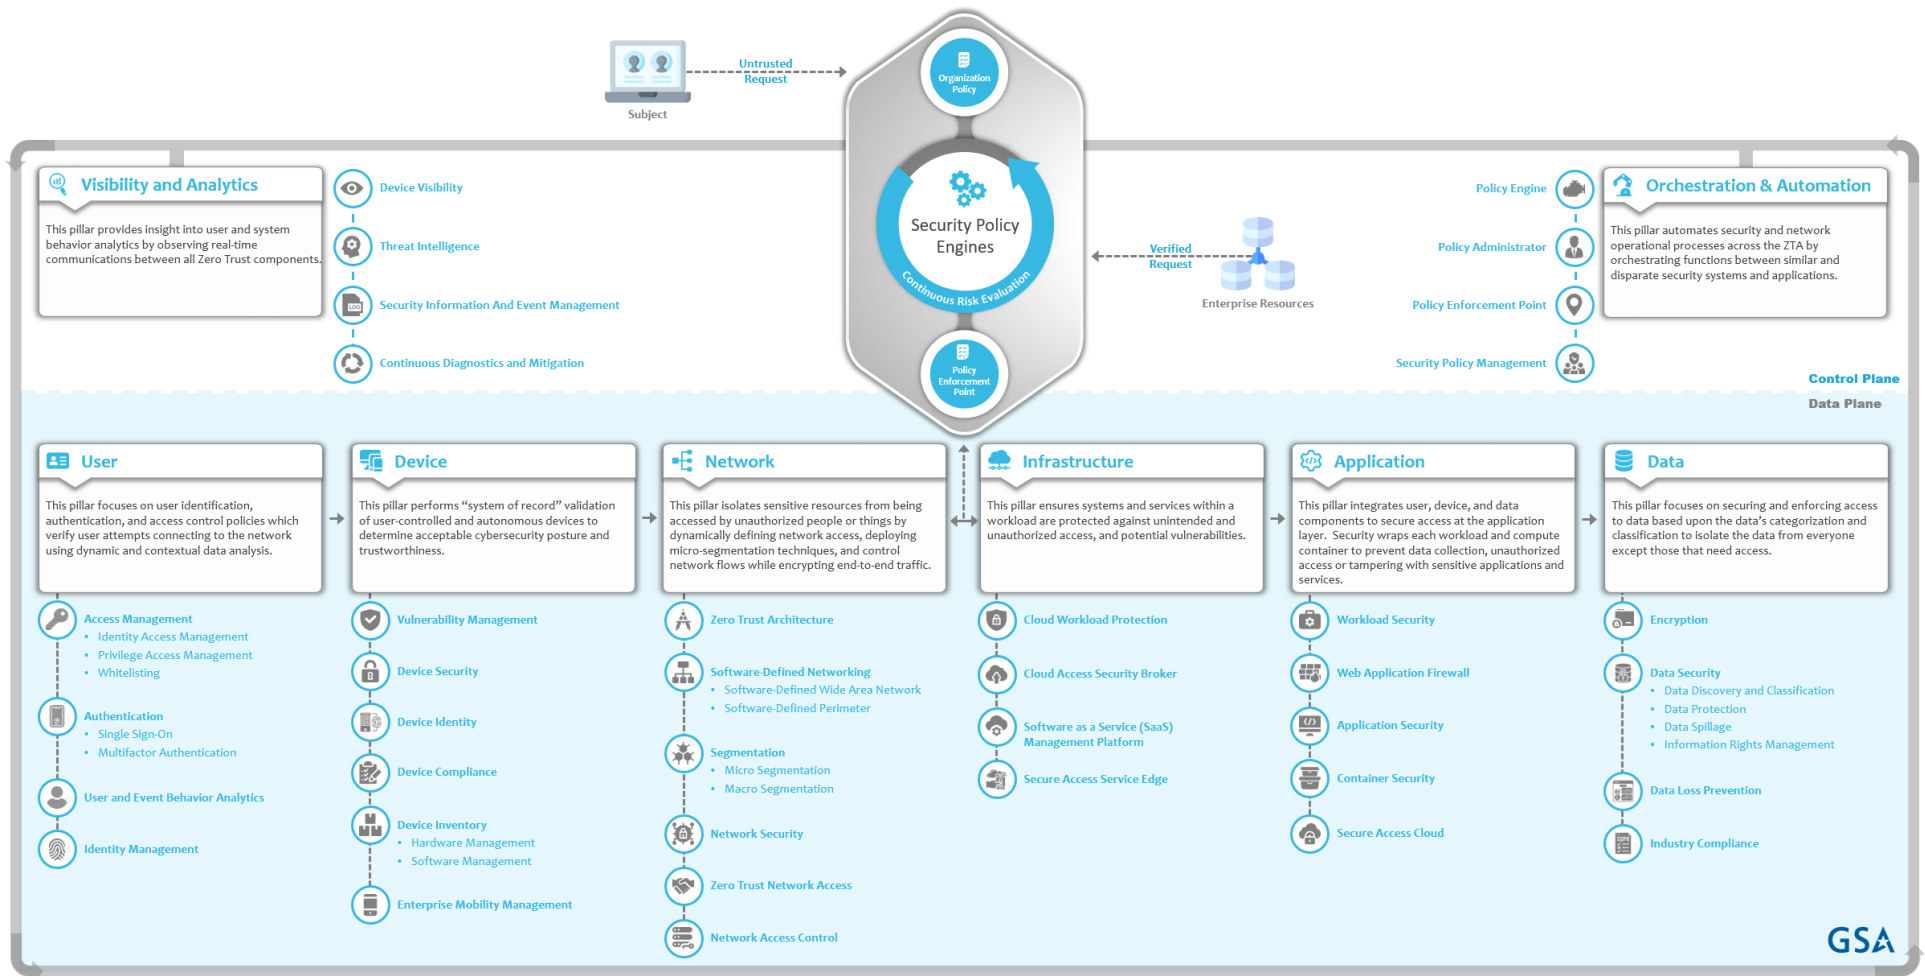 Subject
Untrusted
Request
Organization
Policy
Security Policy
Engines
Continuous Risk Evaluation
Policy
Enforcement
Point
Verified
Request
Enterprise Resources
Visibility and Analytics
This pillar provides insight into user and system
behavior analytics by observing real-time
communications between all Zero Trust components.
Device Visibility
Threat Intelligence
LOG
Security Information And Event Management
Continuous Diagnostics and Mitigation
Policy Engine
Policy Administrator
Policy Enforcement Point
Security Policy Management
Orchestration & Automation
This pillar automates security and network
operational processes across the ZTA by
orchestrating functions between similar and
disparate security systems and applications.
Control Plane
Data Plane
User
This pillar focuses on user identification,
authentication, and access control policies which
verify user attempts connecting to the network
using dynamic and contextual data analysis.
Access Management
• Identity Access Management
• Privilege Access Management
• Whitelisting
Authentication
• Single Sign-On
• Multifactor Authentication
User and Event Behavior Analytics
Identity Management
Device
This pillar performs “system of record” validation
of user-controlled and autonomous devices to
determine acceptable cybersecurity posture and
trustworthiness.
Vulnerability Management
Device Security
Device Identity
Device Compliance
Device Inventory
• Hardware Management
• Software Management
Enterprise Mobility Management
Network
This pillar isolates sensitive resources from being
accessed by unauthorized people or things by
dynamically defining network access, deploying
micro-segmentation techniques, and control
network flows while encrypting end-to-end traffic.
Zero Trust Architecture
Software-Defined Networking
• Software-Defined Wide Area Network
• Software-Defined Perimeter
Segmentation
• Micro Segmentation
• Macro Segmentation
Network Security
Zero Trust Network Access
Network Access Control
Infrastructure
This pillar ensures systems and services within a
workload are protected against unintended and
unauthorized access, and potential vulnerabilities.
Cloud Workload Protection
Cloud Access Security Broker
Software as a Service (SaaS)
Management Platform
Secure Access Service Edge
Application
This pillar integrates user, device, and data
components to secure access at the application
layer. Security wraps each workload and compute
container to prevent data collection, unauthorized
access or tampering with sensitive applications and
services.
Workload Security
Web Application Firewall
Application Security
Container Security
Secure Access Cloud
Data
This pillar focuses on securing and enforcing access
to data based upon the data’s categorization and
classification to isolate the data from everyone
except those that need access.
Encryption
Data Security
• Data Discovery and Classification
• Data Protection
• Data Spillage
• Information Rights Management
Data Loss Prevention
Industry Compliance
GSA